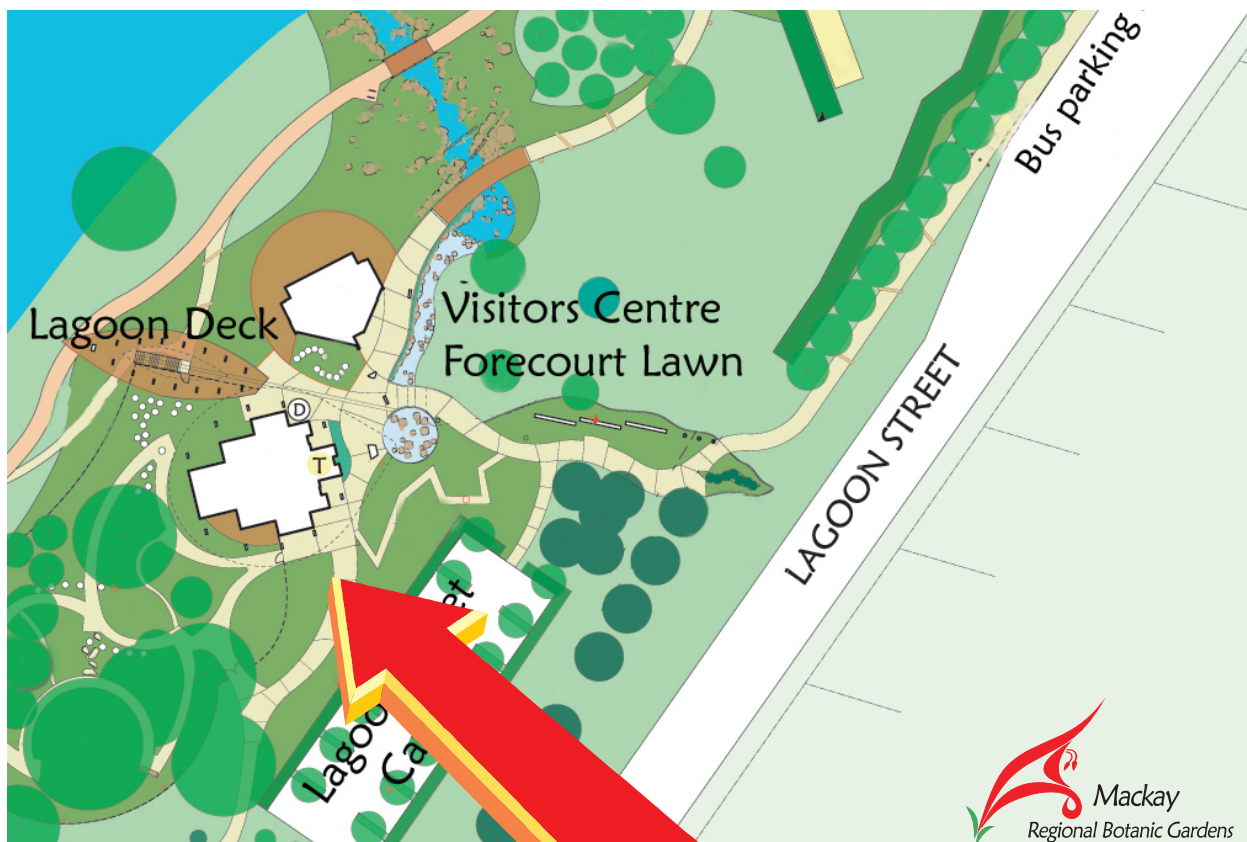 Bus parking
Lagoon Deck
Visitors Centre
Forecourt Lawn
D
T
LAGOON STREET
Mackay
Regional Botanic Gardens